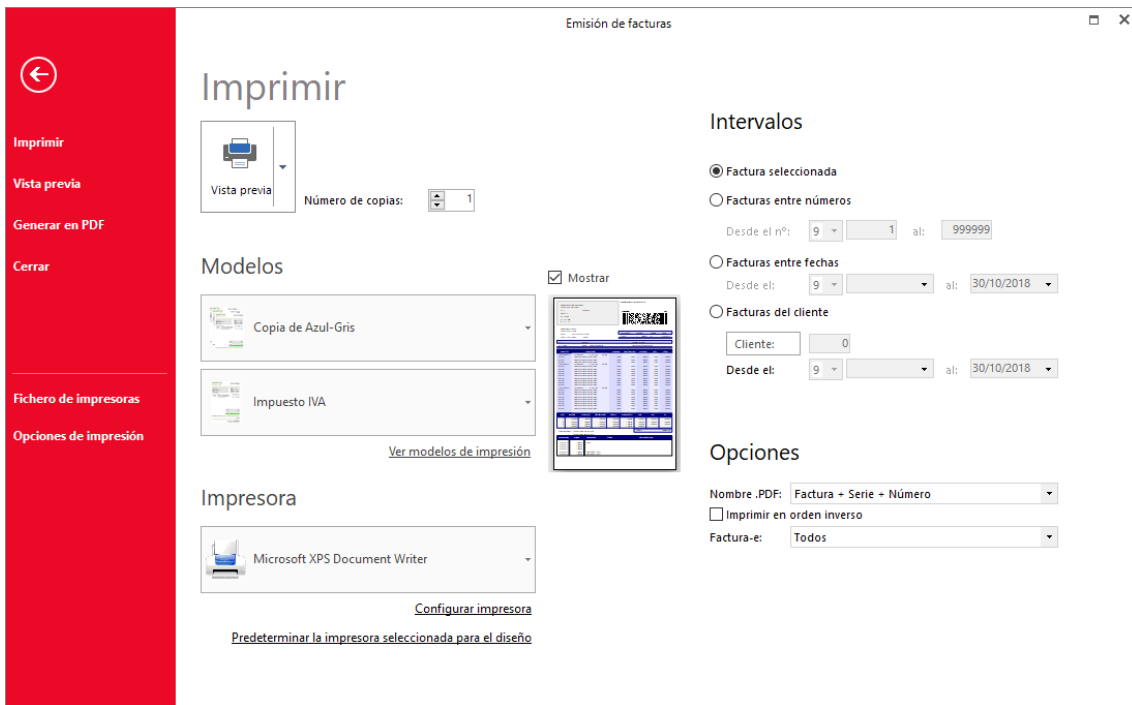 Emisión de facturas
Imprimir
Vista previa
Generar en PDF
Cerrar
Fichero de impresoras
Opciones de impresión
Imprimir
Vista previa
Número de copias: 1
Modelos
Mostrar
Copia de Azul-Gris
Impuesto IVA
Ver modelos de impresión
Impresora
Microsoft XPS Document Writer
Configurar impresora
Predeterminar la impresora seleccionada para el diseño
Intervalos
Factura seleccionada
Facturas entre números
Desde el nº: 9 1 al: 999999
Facturas entre fechas
Desde el: 9 al: 30/10/2018
Facturas del cliente
Cliente: 0
Desde el: 9 al: 30/10/2018
Opciones
Nombre .PDF: Factura + Serie + Número
Imprimir en orden inverso
Factura-e: Todos